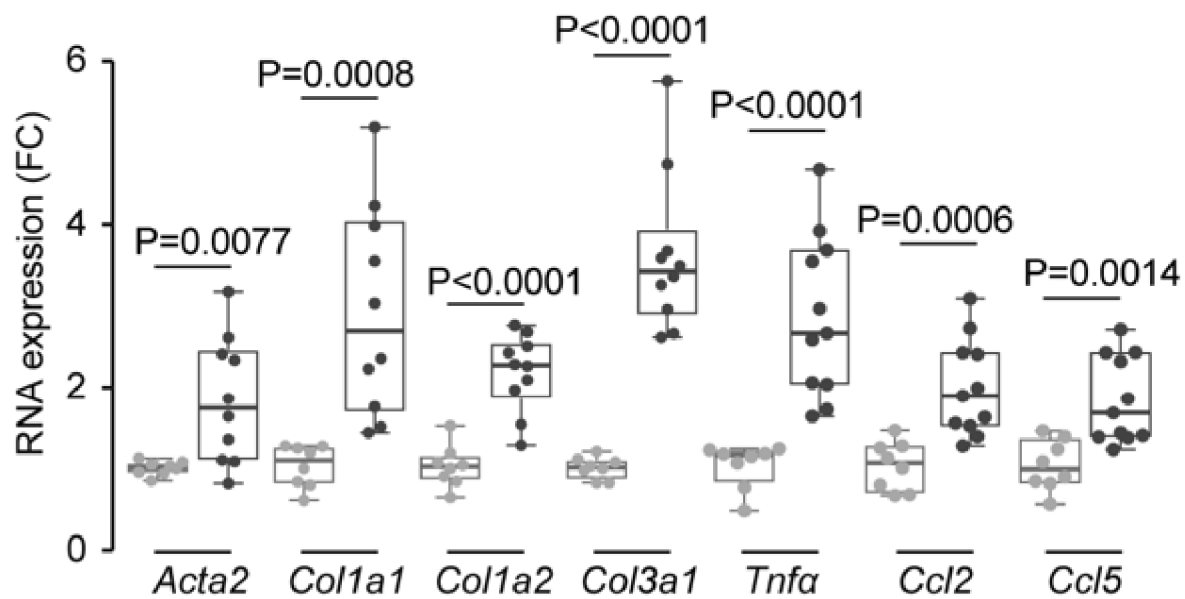 RNA expression (FC)
6
4
2
0
P=0.0077
P=0.0008
P<0.0001
P<0.0001
P<0.0001
P=0.0006
P=0.0014
Acta2
Col1a1
Col1a2
Col3a1
Tnfα
Ccl2
Ccl5